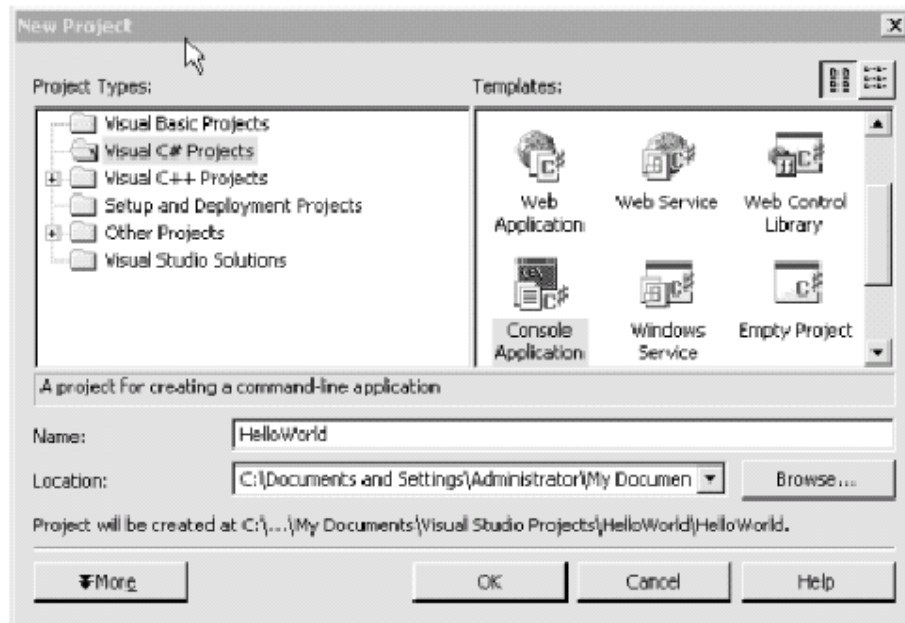 New Project
Project Types:
Templates:
Visual Basic Projects
Visual C# Projects
Visual C++ Projects
Setup and Deployment Projects
Other Projects
Visual Studio Solutions
Web Application
Web Service
Web Control Library
Console Application
Windows Service
Empty Project
A project for creating a command-line application
Name:
HelloWorld
Location:
C:\Documents and Settings\Administrator\My Documen
Browse...
Project will be created at C:\...\My Documents\Visual Studio Projects\HelloWorld\HelloWorld.
More
OK
Cancel
Help